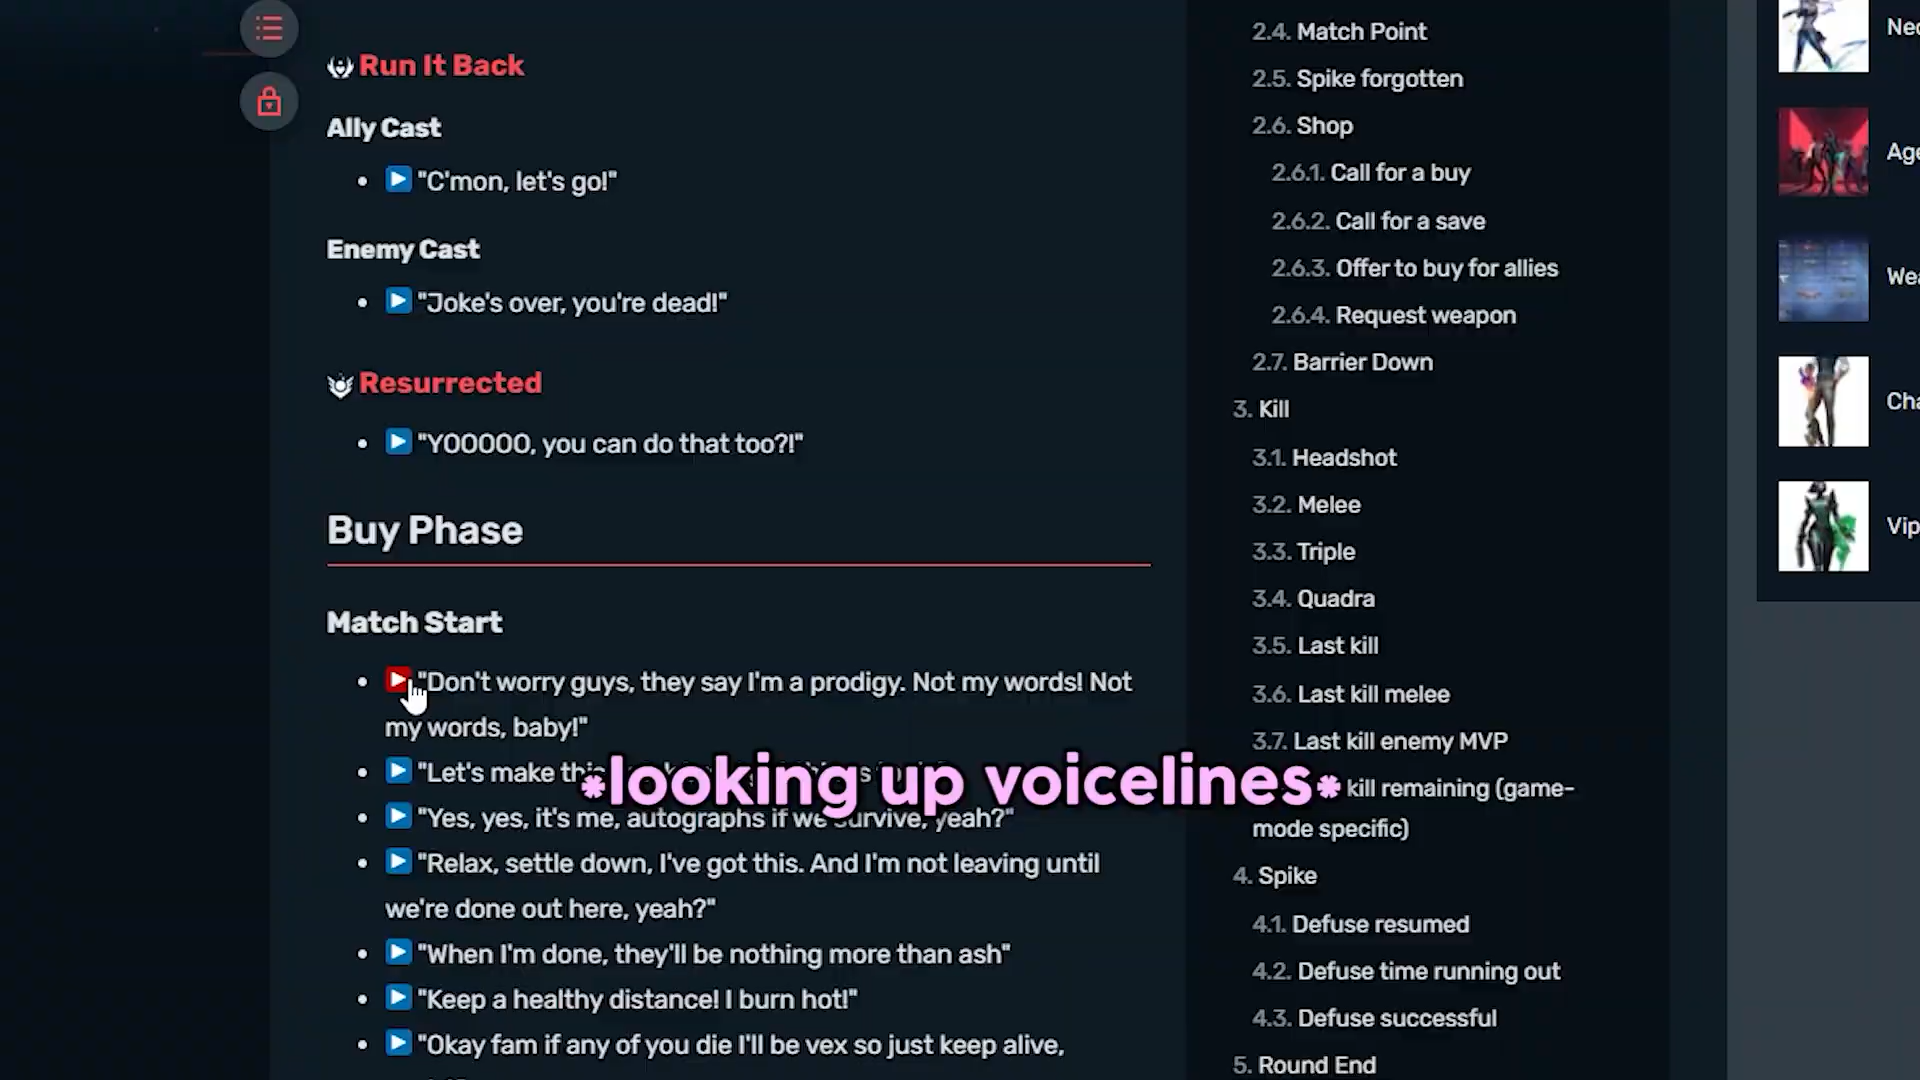 Run It Back
Ally Cast
"C'mon, let's go!"
Enemy Cast
"Joke's over, you're dead!"
Resurrected
"YOOOOO, you can do that too?!"
Buy Phase
Match Start
"Don't worry guys, they say I'm a prodigy. Not my words! Not
my words, baby!"
"Let's make this
*looking up voicelines*
"Yes, yes, it's me, autographs if we survive, yeah?"
"Relax, settle down, I've got this. And I'm not leaving until
we're done out here, yeah?"
"When I'm done, they'll be nothing more than ash"
"Keep a healthy distance! I burn hot!"
"Okay fam if any of you die I'll be vex so just keep alive,
2.4. Match Point
2.5. Spike forgotten
2.6. Shop
2.6.1. Call for a buy
2.6.2. Call for a save
2.6.3. Offer to buy for allies
2.6.4. Request weapon
2.7. Barrier Down
3. Kill
3.1. Headshot
3.2. Melee
3.3. Triple
3.4. Quadra
3.5. Last kill
3.6. Last kill melee
3.7. Last kill enemy MVP
kill remaining (game-
mode specific)
4. Spike
4.1. Defuse resumed
4.2. Defuse time running out
4.3. Defuse successful
5. Round End
Neo
Age
Wea
Cha
Vip